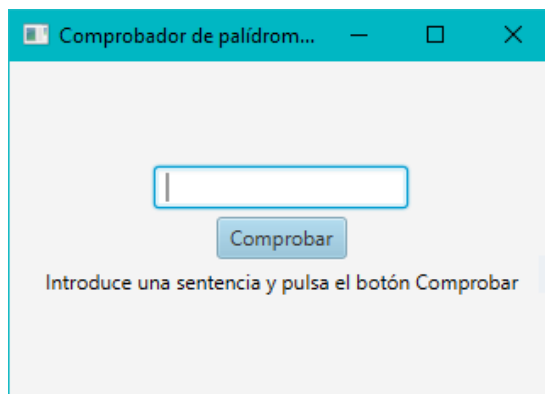 Comprobador de palídrom...
Comprobar
Introduce una sentencia y pulsa el botón Comprobar